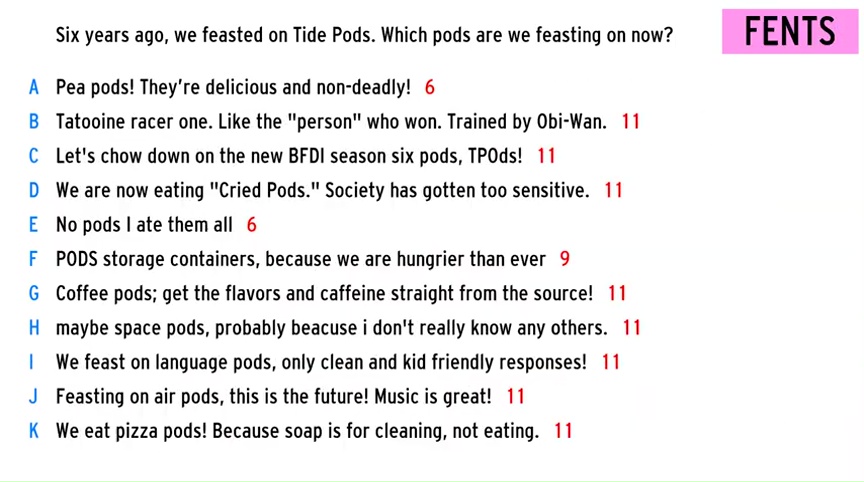 Six years ago, we feasted on Tide Pods. Which pods are we feasting on now?
FENTS
A Pea pods! They're delicious and non-deadly! 6
B Tatooine racer one. Like the "person" who won. Trained by Obi-Wan. 11
C Let's chow down on the new BFDI season six pods, TPOds! 11
D We are now eating "Cried Pods." Society has gotten too sensitive. 11
E No pods I ate them all 6
F PODS storage containers, because we are hungrier than ever 9
G Coffee pods; get the flavors and caffeine straight from the source! 11
H maybe space pods, probably beacuse i don't really know any others. 11
I We feast on language pods, only clean and kid friendly responses! 11
J Feasting on air pods, this is the future! Music is great! 11
K We eat pizza pods! Because soap is for cleaning, not eating. 11